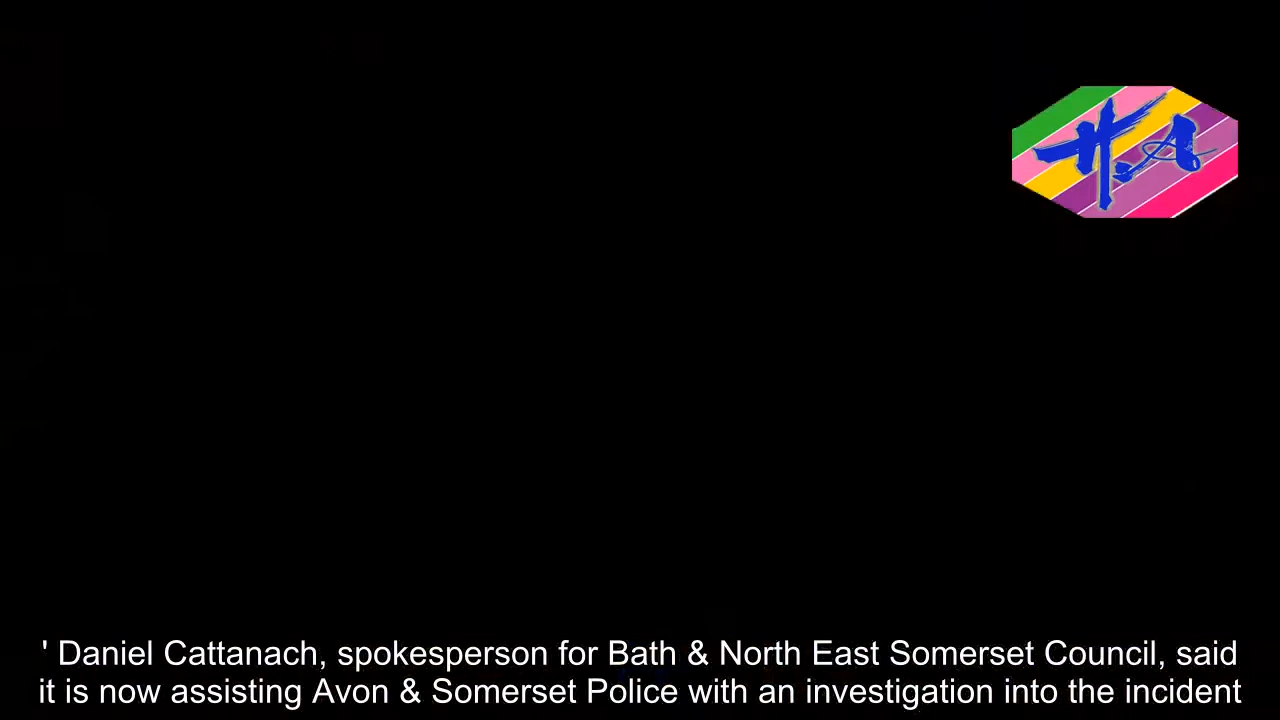 H.A
' Daniel Cattanach, spokesperson for Bath & North East Somerset Council, said
it is now assisting Avon & Somerset Police with an investigation into the incident